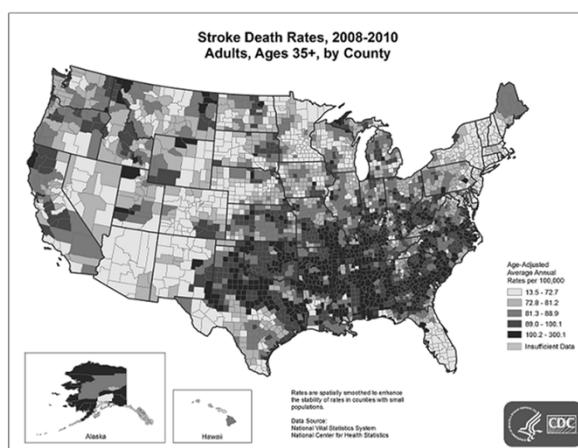 Stroke Death Rates, 2008-2010
Adults, Ages 35+, by County
Age-Adjusted
Average Annual
Rates per 100,000
13.5 - 72.7
72.8 - 81.2
81.3 - 88.9
89.0 - 100.1
100.2 - 300.1
Insufficient Data
Alaska
Hawaii
Rates are spatially smoothed to enhance
the stability of rates in counties with small
populations.
Data Source:
National Vital Statistics System
National Center for Health Statistics
CDC